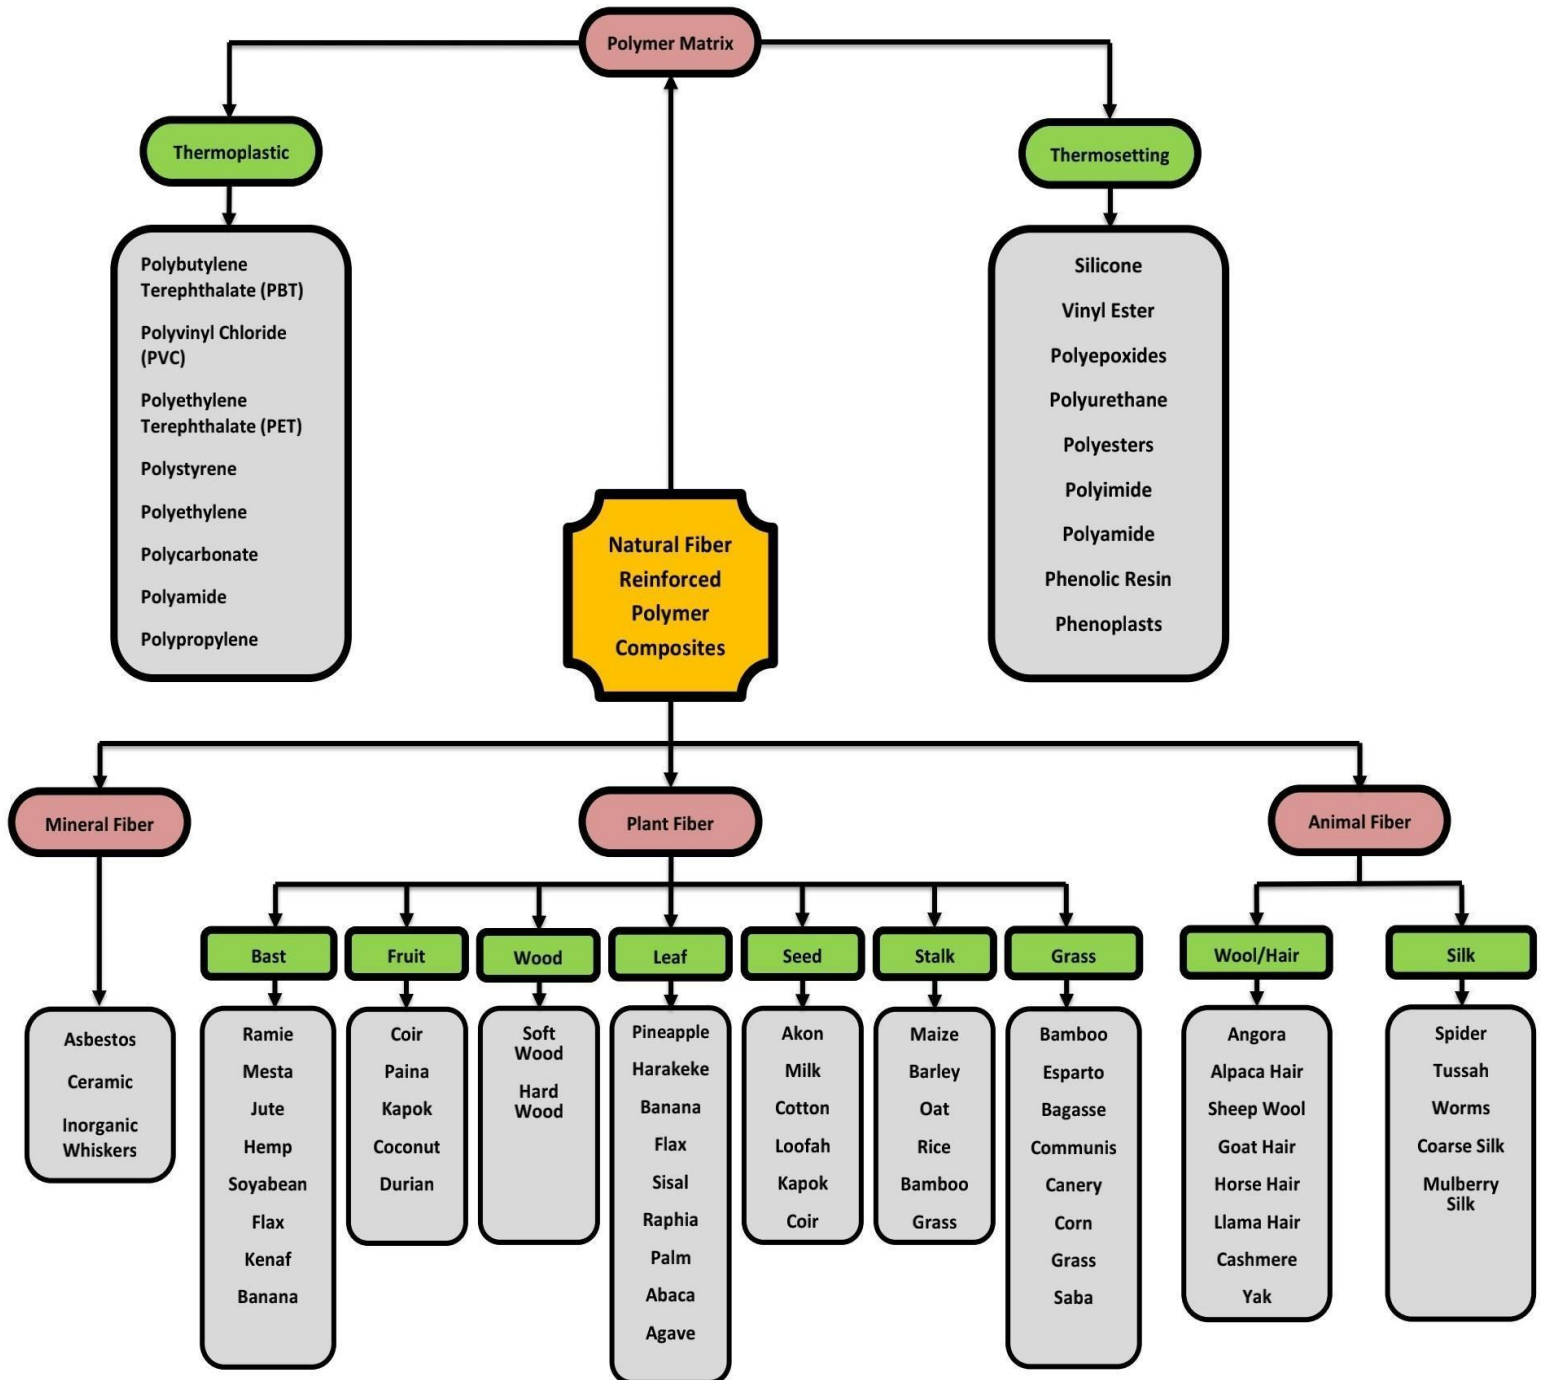 Polymer Matrix
Thermoplastic
Thermosetting
Polybutylene
Terephthalate (PBT)
Polyvinyl Chloride
(PVC)
Polyethylene
Terephthalate (PET)
Polystyrene
Polyethylene
Polycarbonate
Polyamide
Polypropylene
Silicone
Vinyl Ester
Polyepoxides
Polyurethane
Polyesters
Polyimide
Polyamide
Phenolic Resin
Phenoplasts
Natural Fiber
Reinforced
Polymer
Composites
Mineral Fiber
Plant Fiber
Animal Fiber
Asbestos
Ceramic
Inorganic
Whiskers
Bast
Ramie
Mesta
Jute
Hemp
Soyabean
Flax
Kenaf
Banana
Fruit
Coir
Paina
Kapok
Coconut
Durian
Wood
Soft
Wood
Hard
Wood
Leaf
Pineapple
Harakeke
Banana
Flax
Sisal
Raphia
Palm
Abaca
Agave
Seed
Akon
Milk
Cotton
Loofah
Kapok
Coir
Stalk
Maize
Barley
Oat
Rice
Bamboo
Grass
Grass
Bamboo
Esparto
Bagasse
Communis
Canery
Corn
Grass
Saba
Wool/Hair
Angora
Alpaca Hair
Sheep Wool
Goat Hair
Horse Hair
Llama Hair
Cashmere
Yak
Silk
Spider
Tussah
Worms
Coarse Silk
Mulberry
Silk